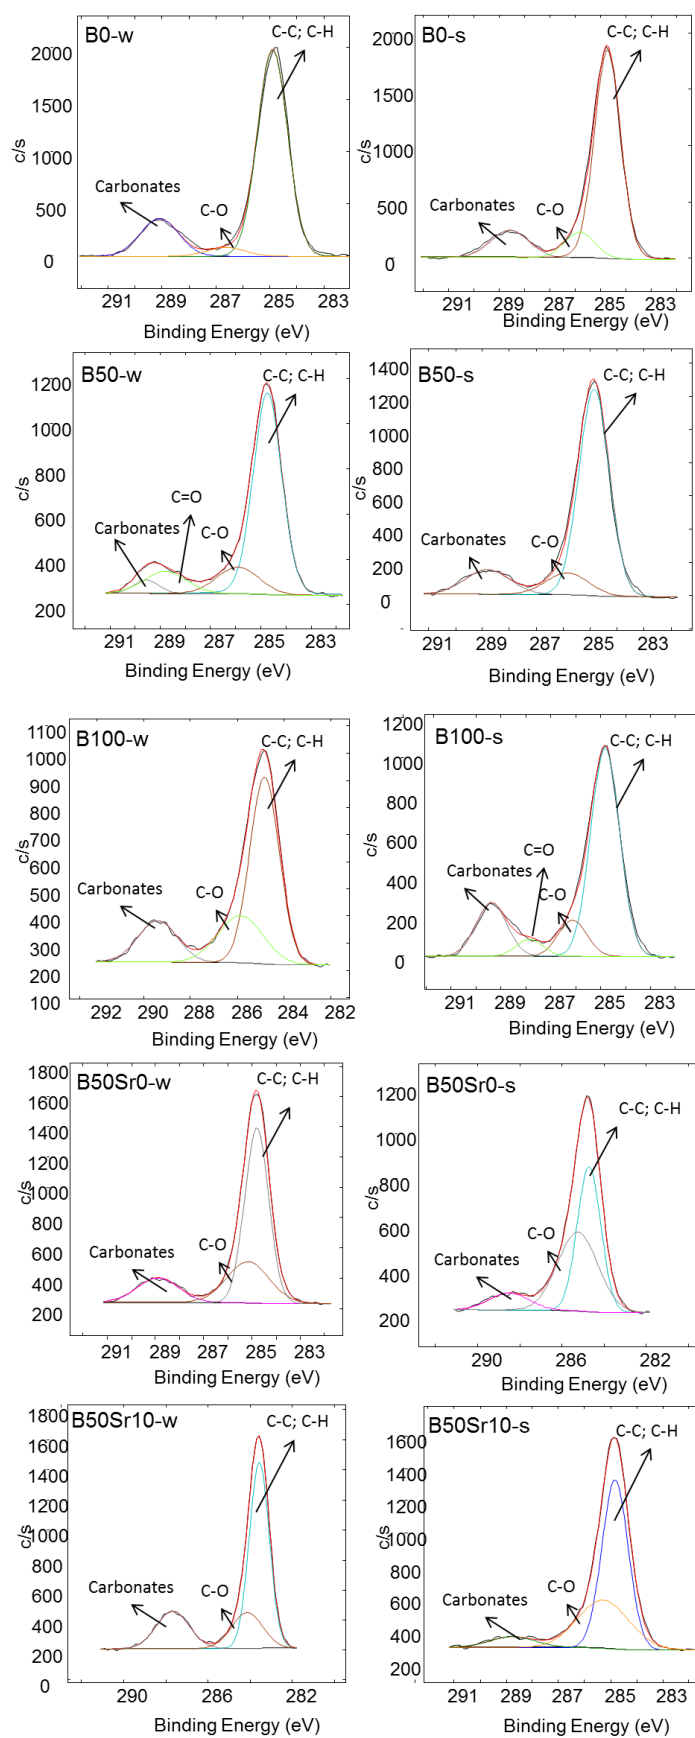 B0-w
C-C; C-H
2000
1500
1000
500
0
c/s
Carbonates
C-O
291 289 287 285 283
Binding Energy (eV)
B0-s
C-C; C-H
2000
1500
1000
500
0
c/s
Carbonates
C-O
291 289 287 285 283
Binding Energy (eV)
B50-w
C-C; C-H
1200
1000
800
600
400
200
c/s
C=O
Carbonates
C-O
291 289 287 285 283
Binding Energy (eV)
B50-s
C-C; C-H
1400
1200
1000
800
600
400
200
0
c/s
Carbonates
C-O
291 289 287 285 283
Binding Energy (eV)
B100-w
C-C; C-H
1100
1000
900
800
700
600
500
400
300
200
100
c/s
Carbonates
C-O
292 290 288 286 284 282
Binding Energy (eV)
B100-s
C-C; C-H
1200
1000
800
600
400
200
0
c/s
C=O
Carbonates
C-O
291 289 287 285 283
Binding Energy (eV)
B50Sr0-w
C-C; C-H
1800
1600
1400
1200
1000
800
600
400
200
c/s
C-O
Carbonates
291 289 287 285 283
Binding Energy (eV)
B50Sr0-s
C-C; C-H
1200
1000
800
600
400
200
c/s
C-O
Carbonates
290 286 282
Binding Energy (eV)
B50Sr10-w
C-C; C-H
1800
1600
1400
1200
1000
800
600
400
200
0
c/s
Carbonates
C-O
290 286 282
Binding Energy (eV)
B50Sr10-s
C-C; C-H
1600
1400
1200
1000
800
600
400
200
c/s
C-O
Carbonates
291 289 287 285 283
Binding Energy (eV)